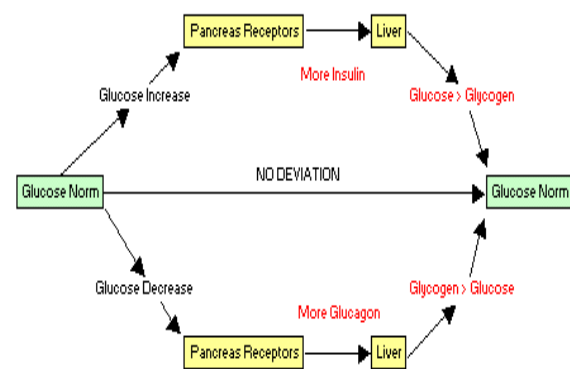 Pancreas Receptors
Liver
More Insulin
Glucose Increase
Glucose > Glycogen
NO DEVIATION
Glucose Norm
Glucose Norm
Glucose Decrease
Glycogen > Glucose
More Glucagon
Pancreas Receptors
Liver